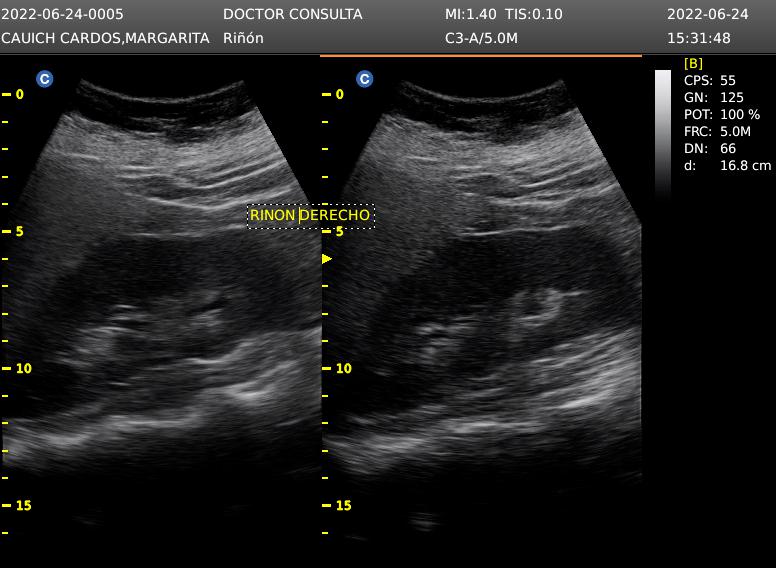 2022-06-24-0005 DOCTOR CONSULTA MI:1.40 TIS:0.10 2022-06-24
CAUICH CARDOS,MARGARITA Riñón C3-A/5.0M 15:31:48
C C
[B]
CPS: 55
GN: 125
POT: 100 %
FRC: 5.0M
DN: 66
d: 16.8 cm
0 0
RINON DERECHO
5 5
10 10
15 15